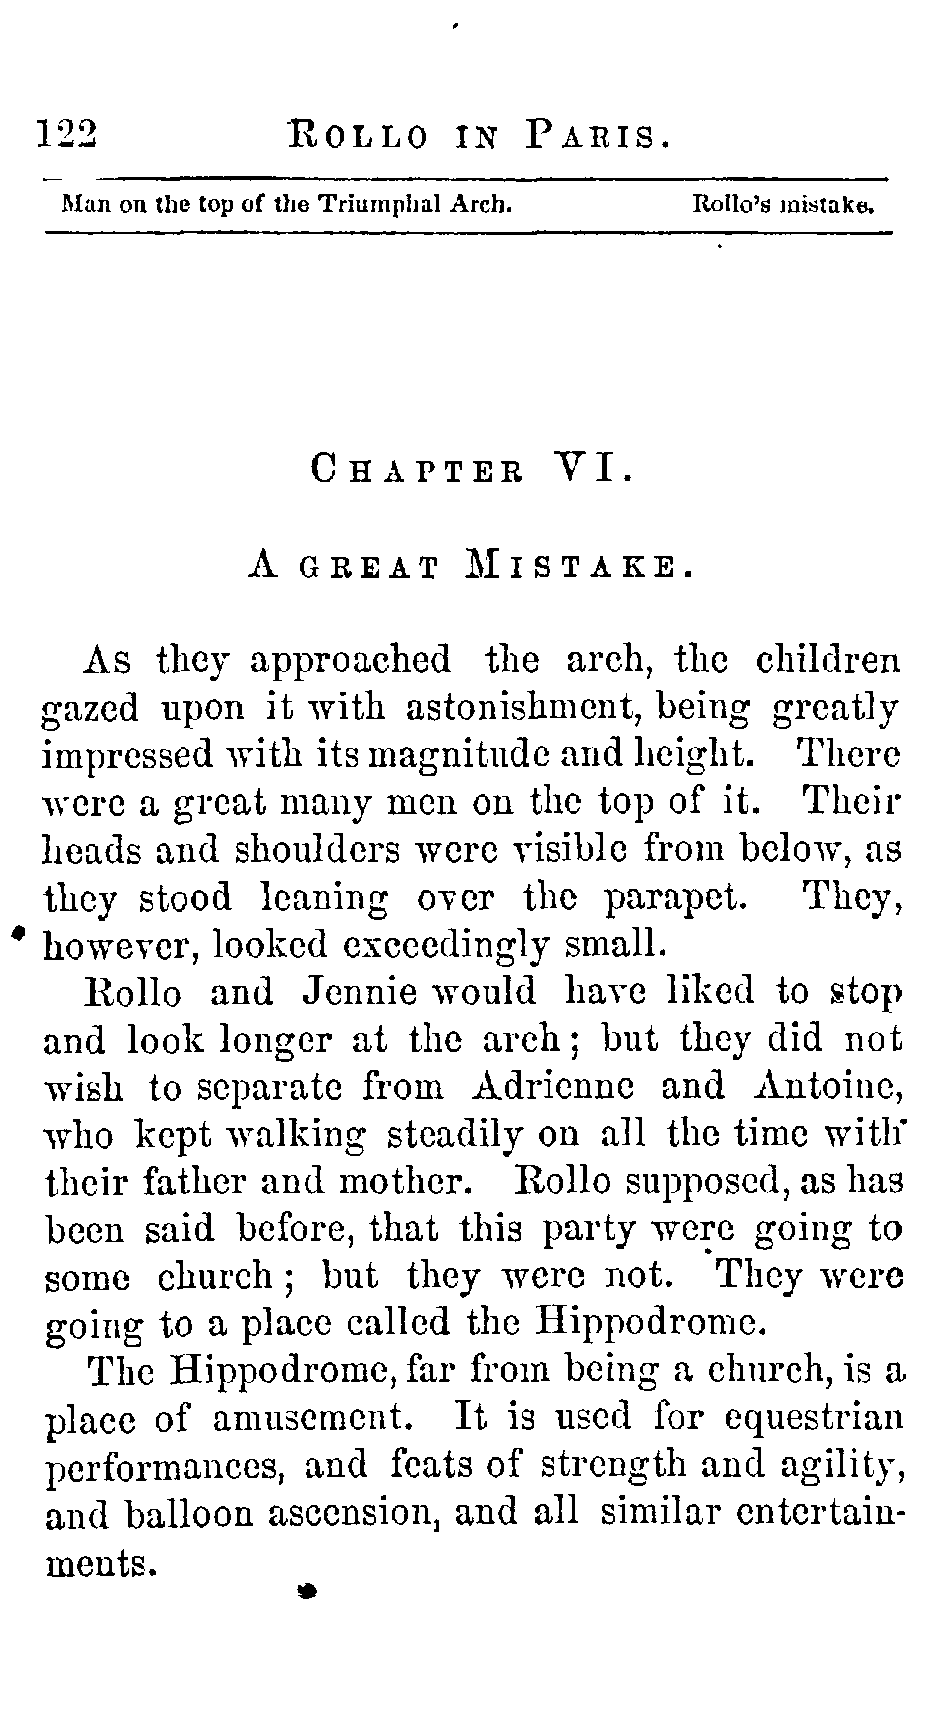 122 ROLLO IN PARIS.
Man on the top of the Triumphal Arch. Rollo's mistake.
CHAPTER VI.
A GREAT MISTAKE.
As they approached the arch, the children
gazed upon it with astonishment, being greatly
impressed with its magnitude and height. There
were a great many men on the top of it. Their
heads and shoulders were visible from below, as
they stood leaning over the parapet. They,
however, looked exceedingly small.
Rollo and Jennie would have liked to stop
and look longer at the arch; but they did not
wish to separate from Adrienne and Antoine,
who kept walking steadily on all the time with
their father and mother. Rollo supposed, as has
been said before, that this party were going to
some church; but they were not. They were
going to a place called the Hippodrome.
The Hippodrome, far from being a church, is a
place of amusement. It is used for equestrian
performances, and feats of strength and agility,
and balloon ascension, and all similar entertain-
ments.